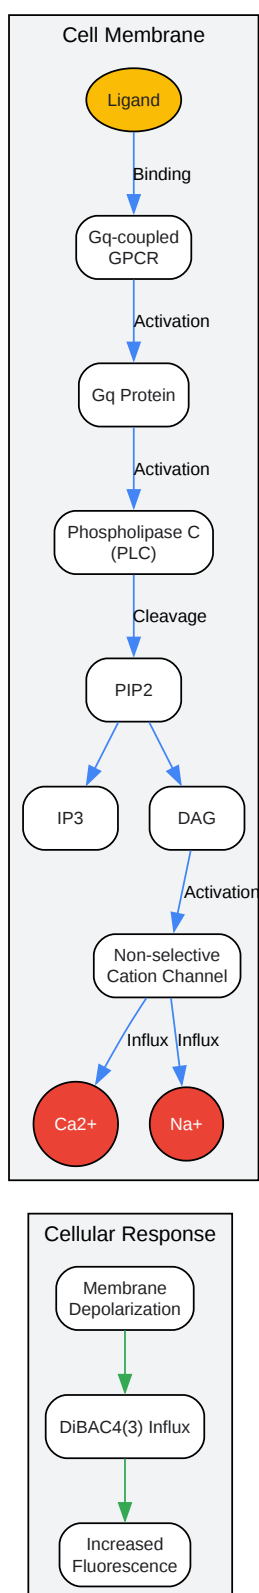 Cell Membrane
Ligand
Binding
Gq-coupled
GPCR
Activation
Gq Protein
Activation
Phospholipase C
(PLC)
Cleavage
PIP2
IP3
DAG
Activation
Non-selective
Cation Channel
Influx
Influx
Ca2+
Na+
Cellular Response
Membrane
Depolarization
DiBAC4(3) Influx
Increased
Fluorescence